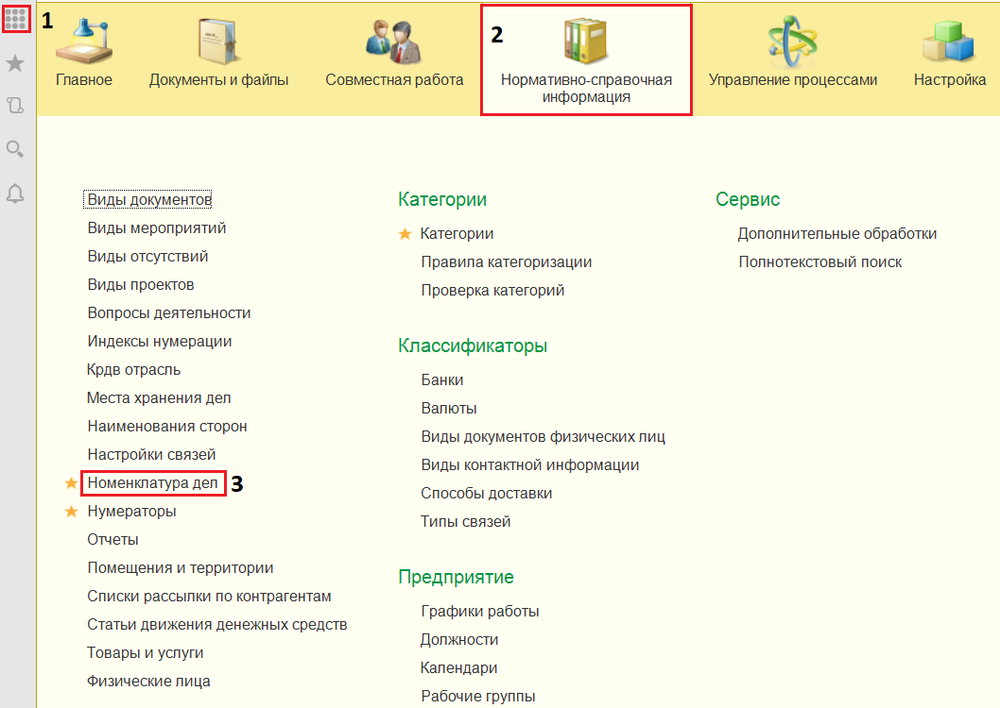 1
Главное
Документы и файлы
Совместная работа
2
Нормативно-справочная
информация
Управление процессами
Настройка
Виды документов
Виды мероприятий
Виды отсутствий
Виды проектов
Вопросы деятельности
Индексы нумерации
Крдв отрасль
Места хранения дел
Наименования сторон
Настройки связей
Номенклатура дел 3
Нумераторы
Отчеты
Помещения и территории
Списки рассылки по контрагентам
Статьи движения денежных средств
Товары и услуги
Физические лица
Категории
Категории
Правила категоризации
Проверка категорий
Классификаторы
Банки
Валюты
Виды документов физических лиц
Виды контактной информации
Способы доставки
Типы связей
Предприятие
Графики работы
Должности
Календари
Рабочие группы
Сервис
Дополнительные обработки
Полнотекстовый поиск